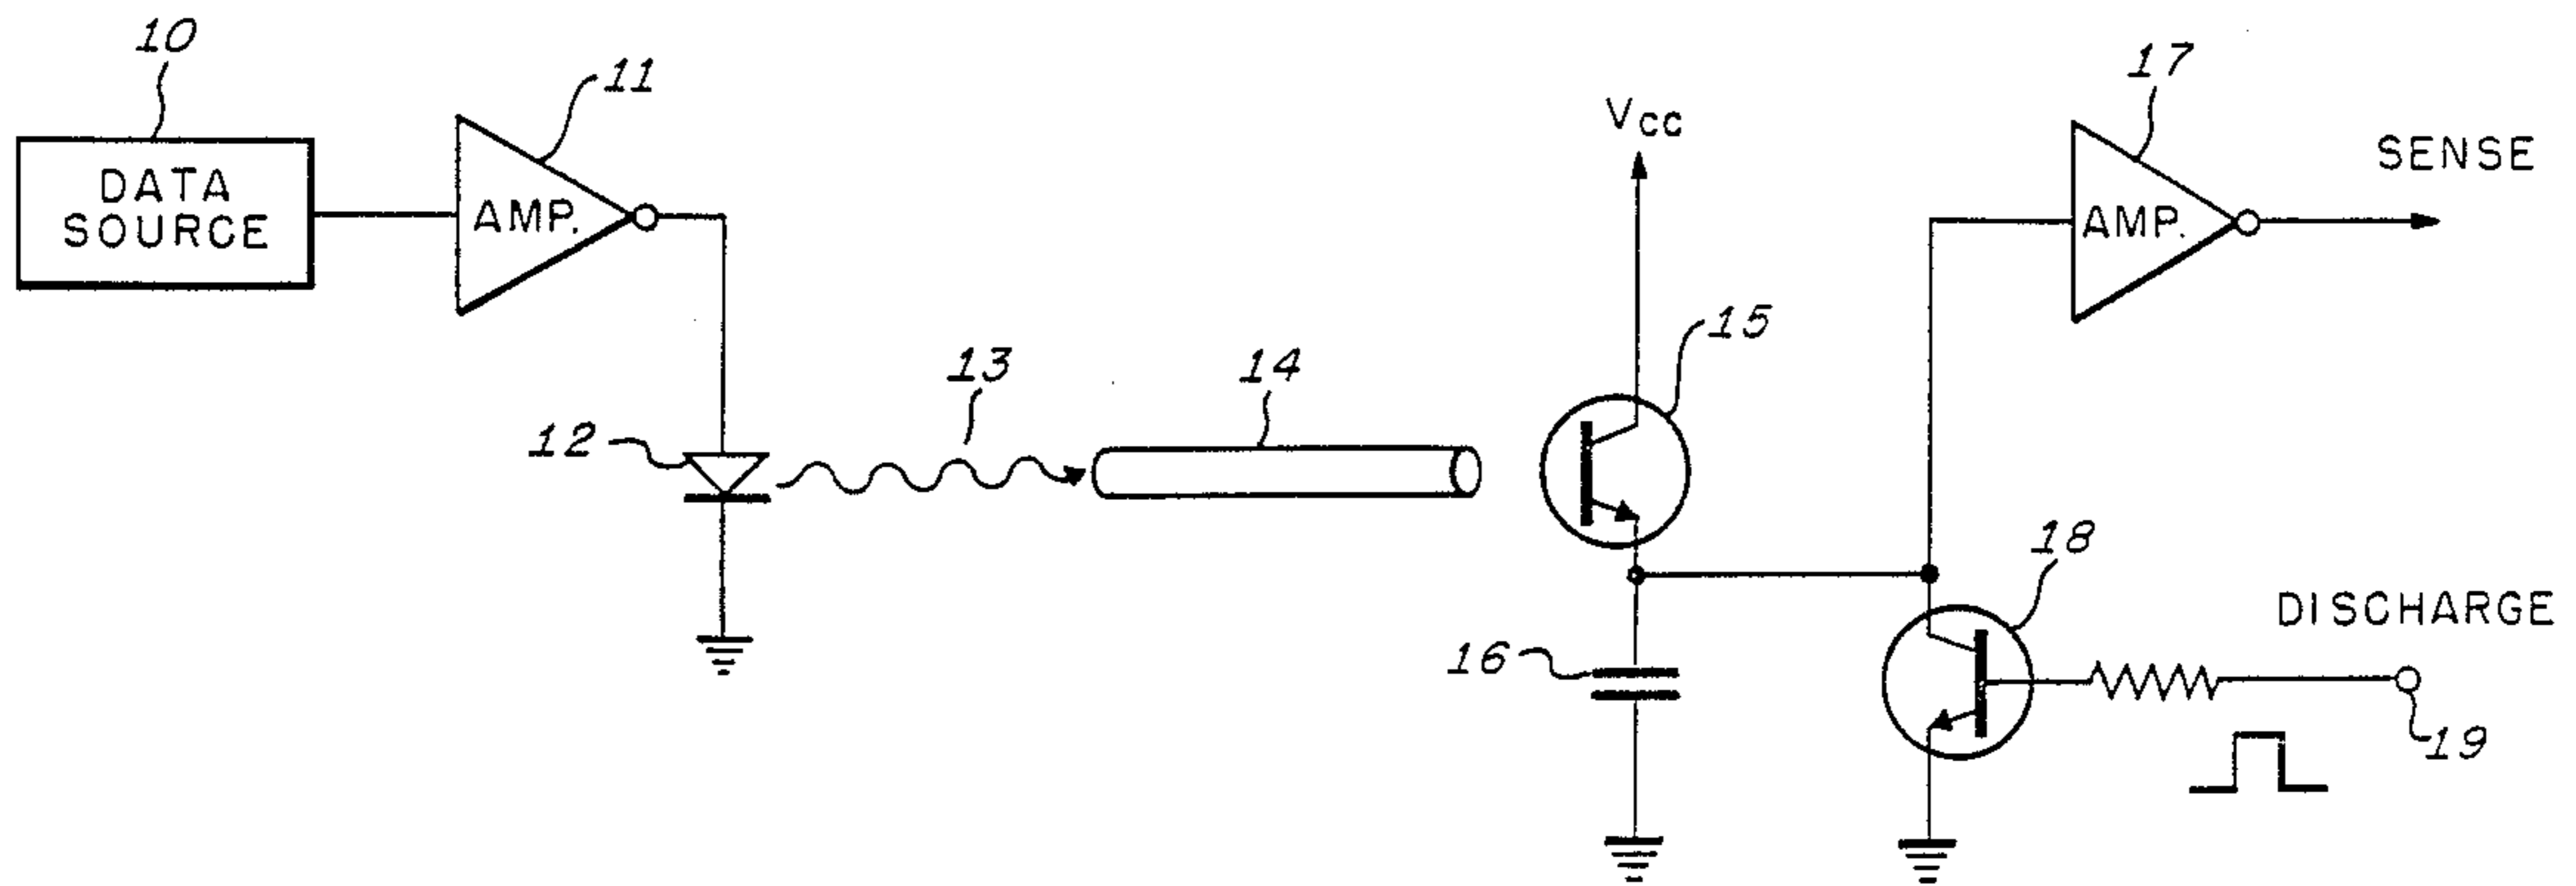 10
11
DATA
SOURCE
AMP.
12
13
14
Vcc
15
16
17
AMP.
SENSE
18
DISCHARGE
19